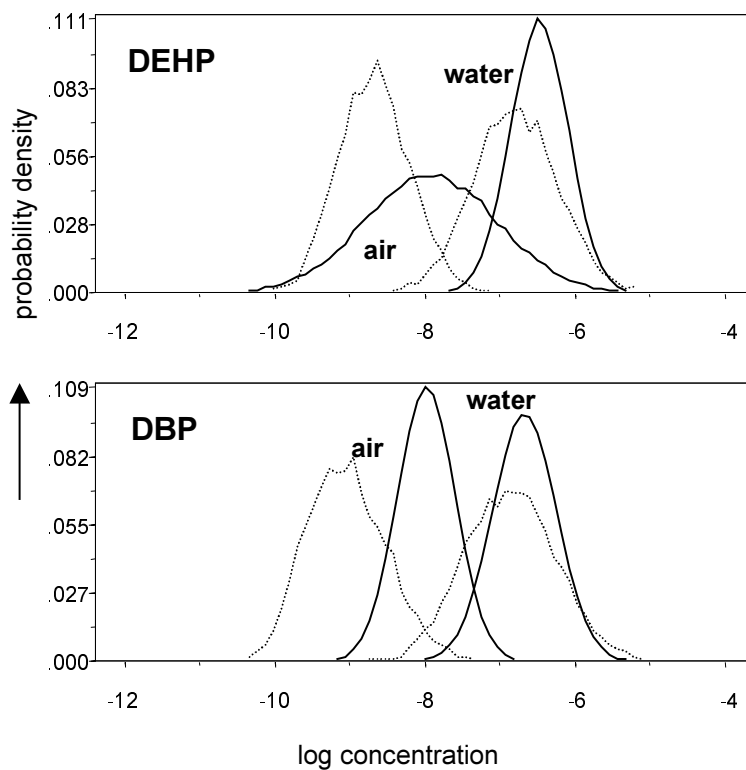 .111
DEHP
water
.083
.056
.028
air
.000
-12
-10
-8
-6
-4
probability density
.109
DBP
air
water
.082
.055
.027
.000
-12
-10
-8
-6
-4
log concentration